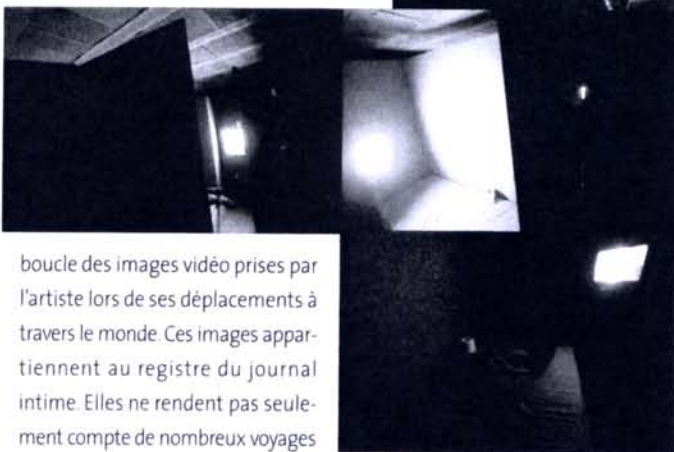 boucle des images vidéo prises par
l'artiste lors de ses déplacements à
travers le monde. Ces images appar-
tiennent au registre du journal
intime. Elles ne rendent pas seule-
ment compte de nombreux voyages